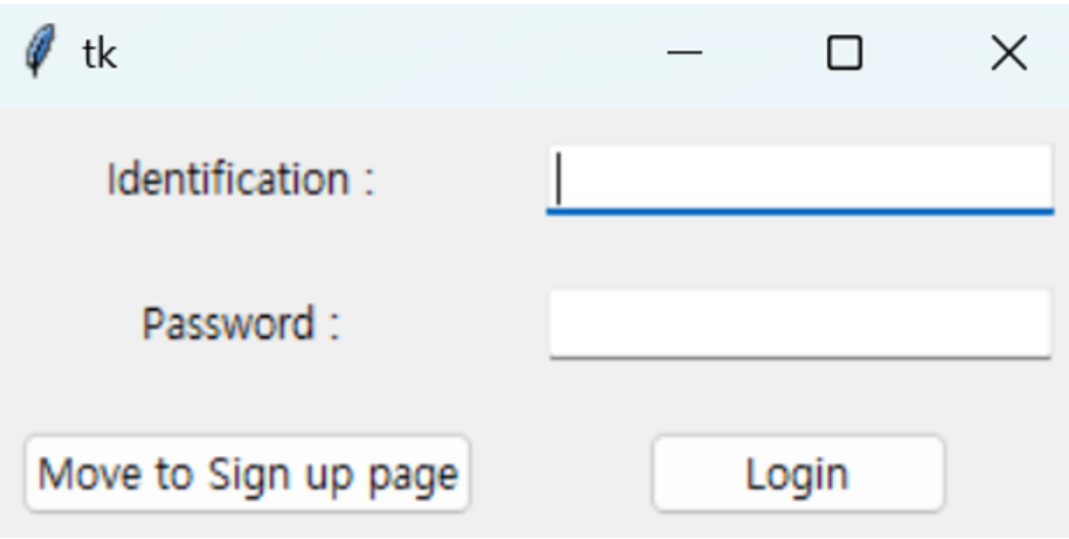 tk
Identification :
Password :
Move to Sign up page
Login